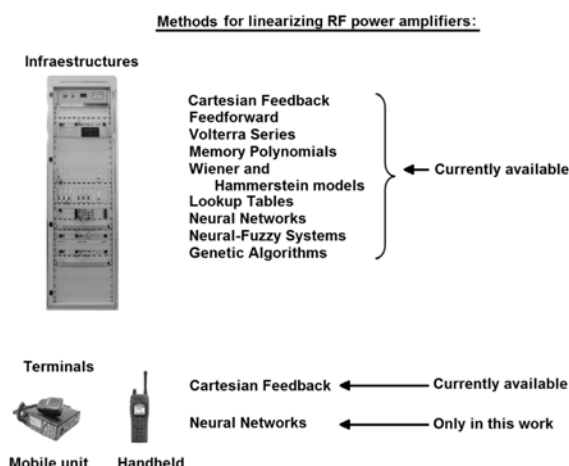 Methods for linearizing RF power amplifiers:
Infraestructures
Cartesian Feedback
Feedforward
Volterra Series
Memory Polynomials
Wiener and
Hammerstein models
Lookup Tables
Neural Networks
Neural-Fuzzy Systems
Genetic Algorithms
Currently available
Terminals
Cartesian Feedback
Currently available
Neural Networks
Only in this work
Mobile unit
Handheld